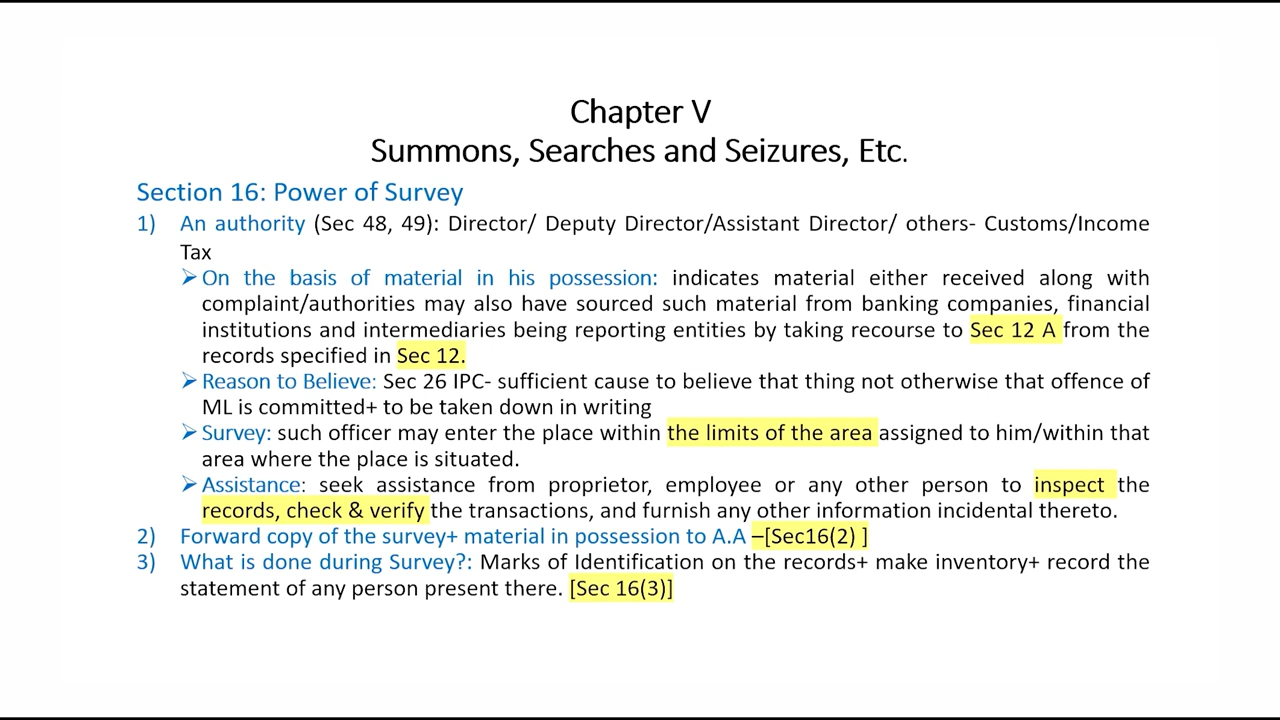 Chapter V
Summons, Searches and Seizures, Etc.
Section 16: Power of Survey
1) An authority (Sec 48, 49): Director/ Deputy Director/Assistant Director/ others- Customs/Income
Tax
➢On the basis of material in his possession: indicates material either received along with
complaint/authorities may also have sourced such material from banking companies, financial
institutions and intermediaries being reporting entities by taking recourse to Sec 12 A from the
records specified in Sec 12.
➢Reason to Believe: Sec 26 IPC- sufficient cause to believe that thing not otherwise that offence of
ML is committed+ to be taken down in writing
➢Survey: such officer may enter the place within the limits of the area assigned to him/within that
area where the place is situated.
➢Assistance: seek assistance from proprietor, employee or any other person to inspect the
records, check & verify the transactions, and furnish any other information incidental thereto.
2) Forward copy of the survey+ material in possession to A.A –[Sec16(2) ]
3) What is done during Survey?: Marks of Identification on the records+ make inventory+ record the
statement of any person present there. [Sec 16(3)]